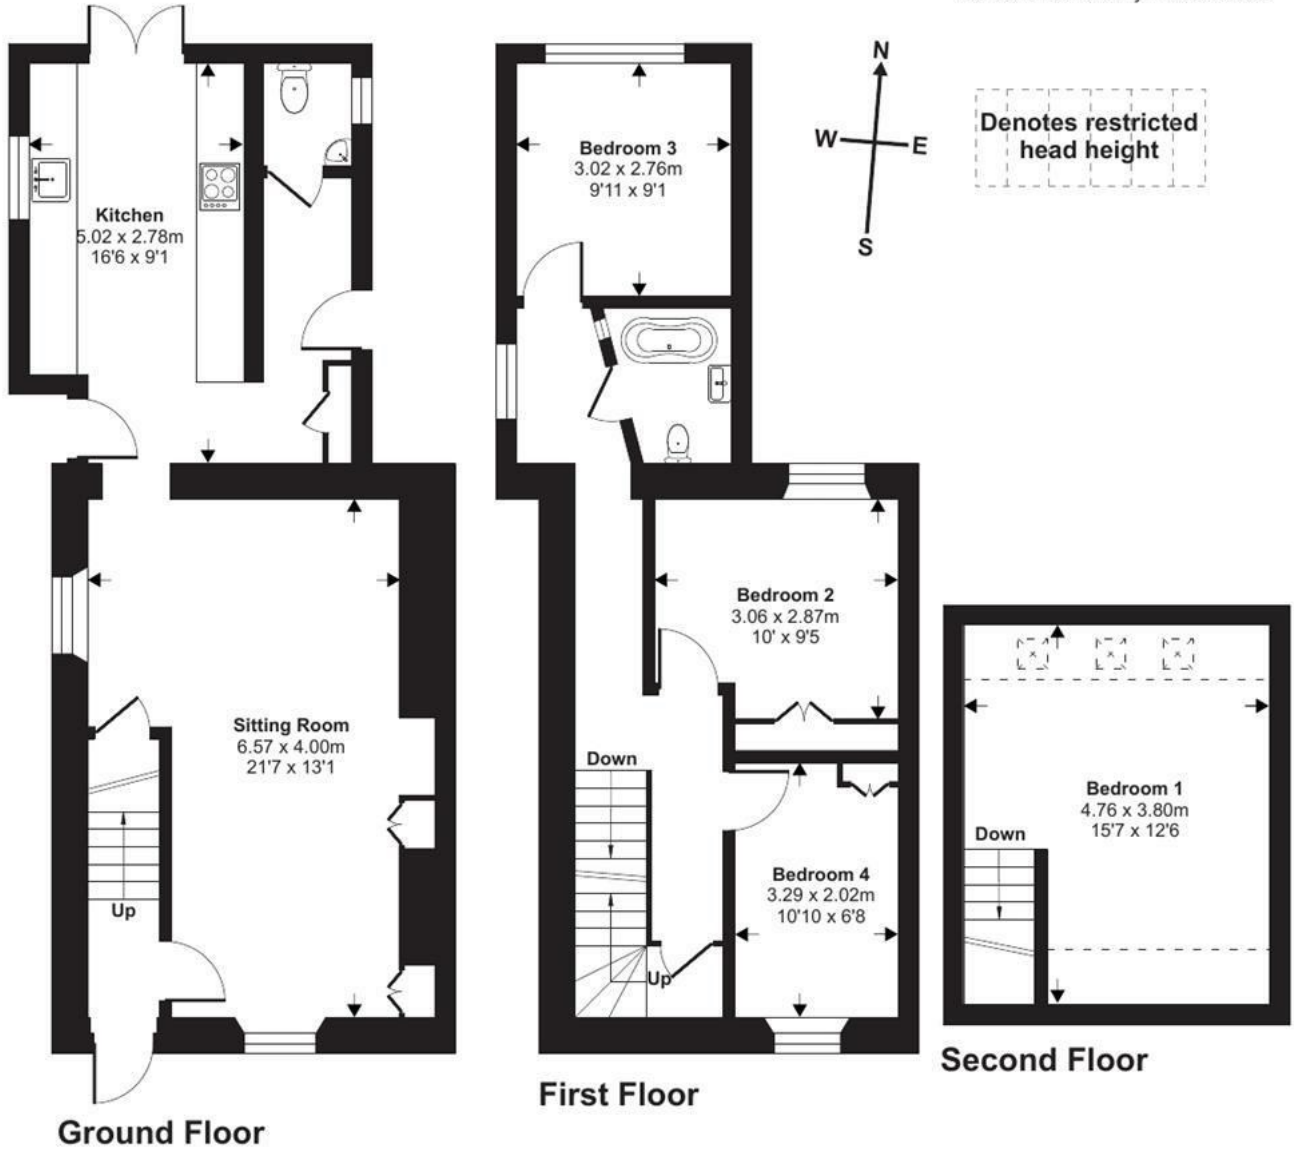 N
W
E
S
Denotes restricted
head height
Kitchen
5.02 x 2.78m
16'6 x 9'1
Sitting Room
6.57 x 4.00m
21'7 x 13'1
Up
Ground Floor
Bedroom 3
3.02 x 2.76m
9'11 x 9'1
Bedroom 2
3.06 x 2.87m
10' x 9'5
Down
Bedroom 4
3.29 x 2.02m
10'10 x 6'8
Up
First Floor
Bedroom 1
4.76 x 3.80m
15'7 x 12'6
Down
Second Floor